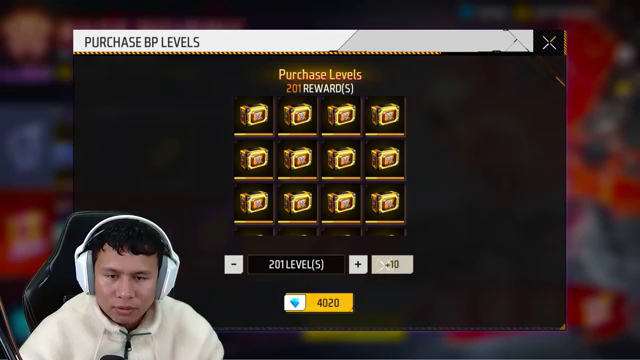 PURCHASE BP LEVELS
Purchase Levels
201 REWARD(S)
-
201 LEVEL(S)
+
+10
4020